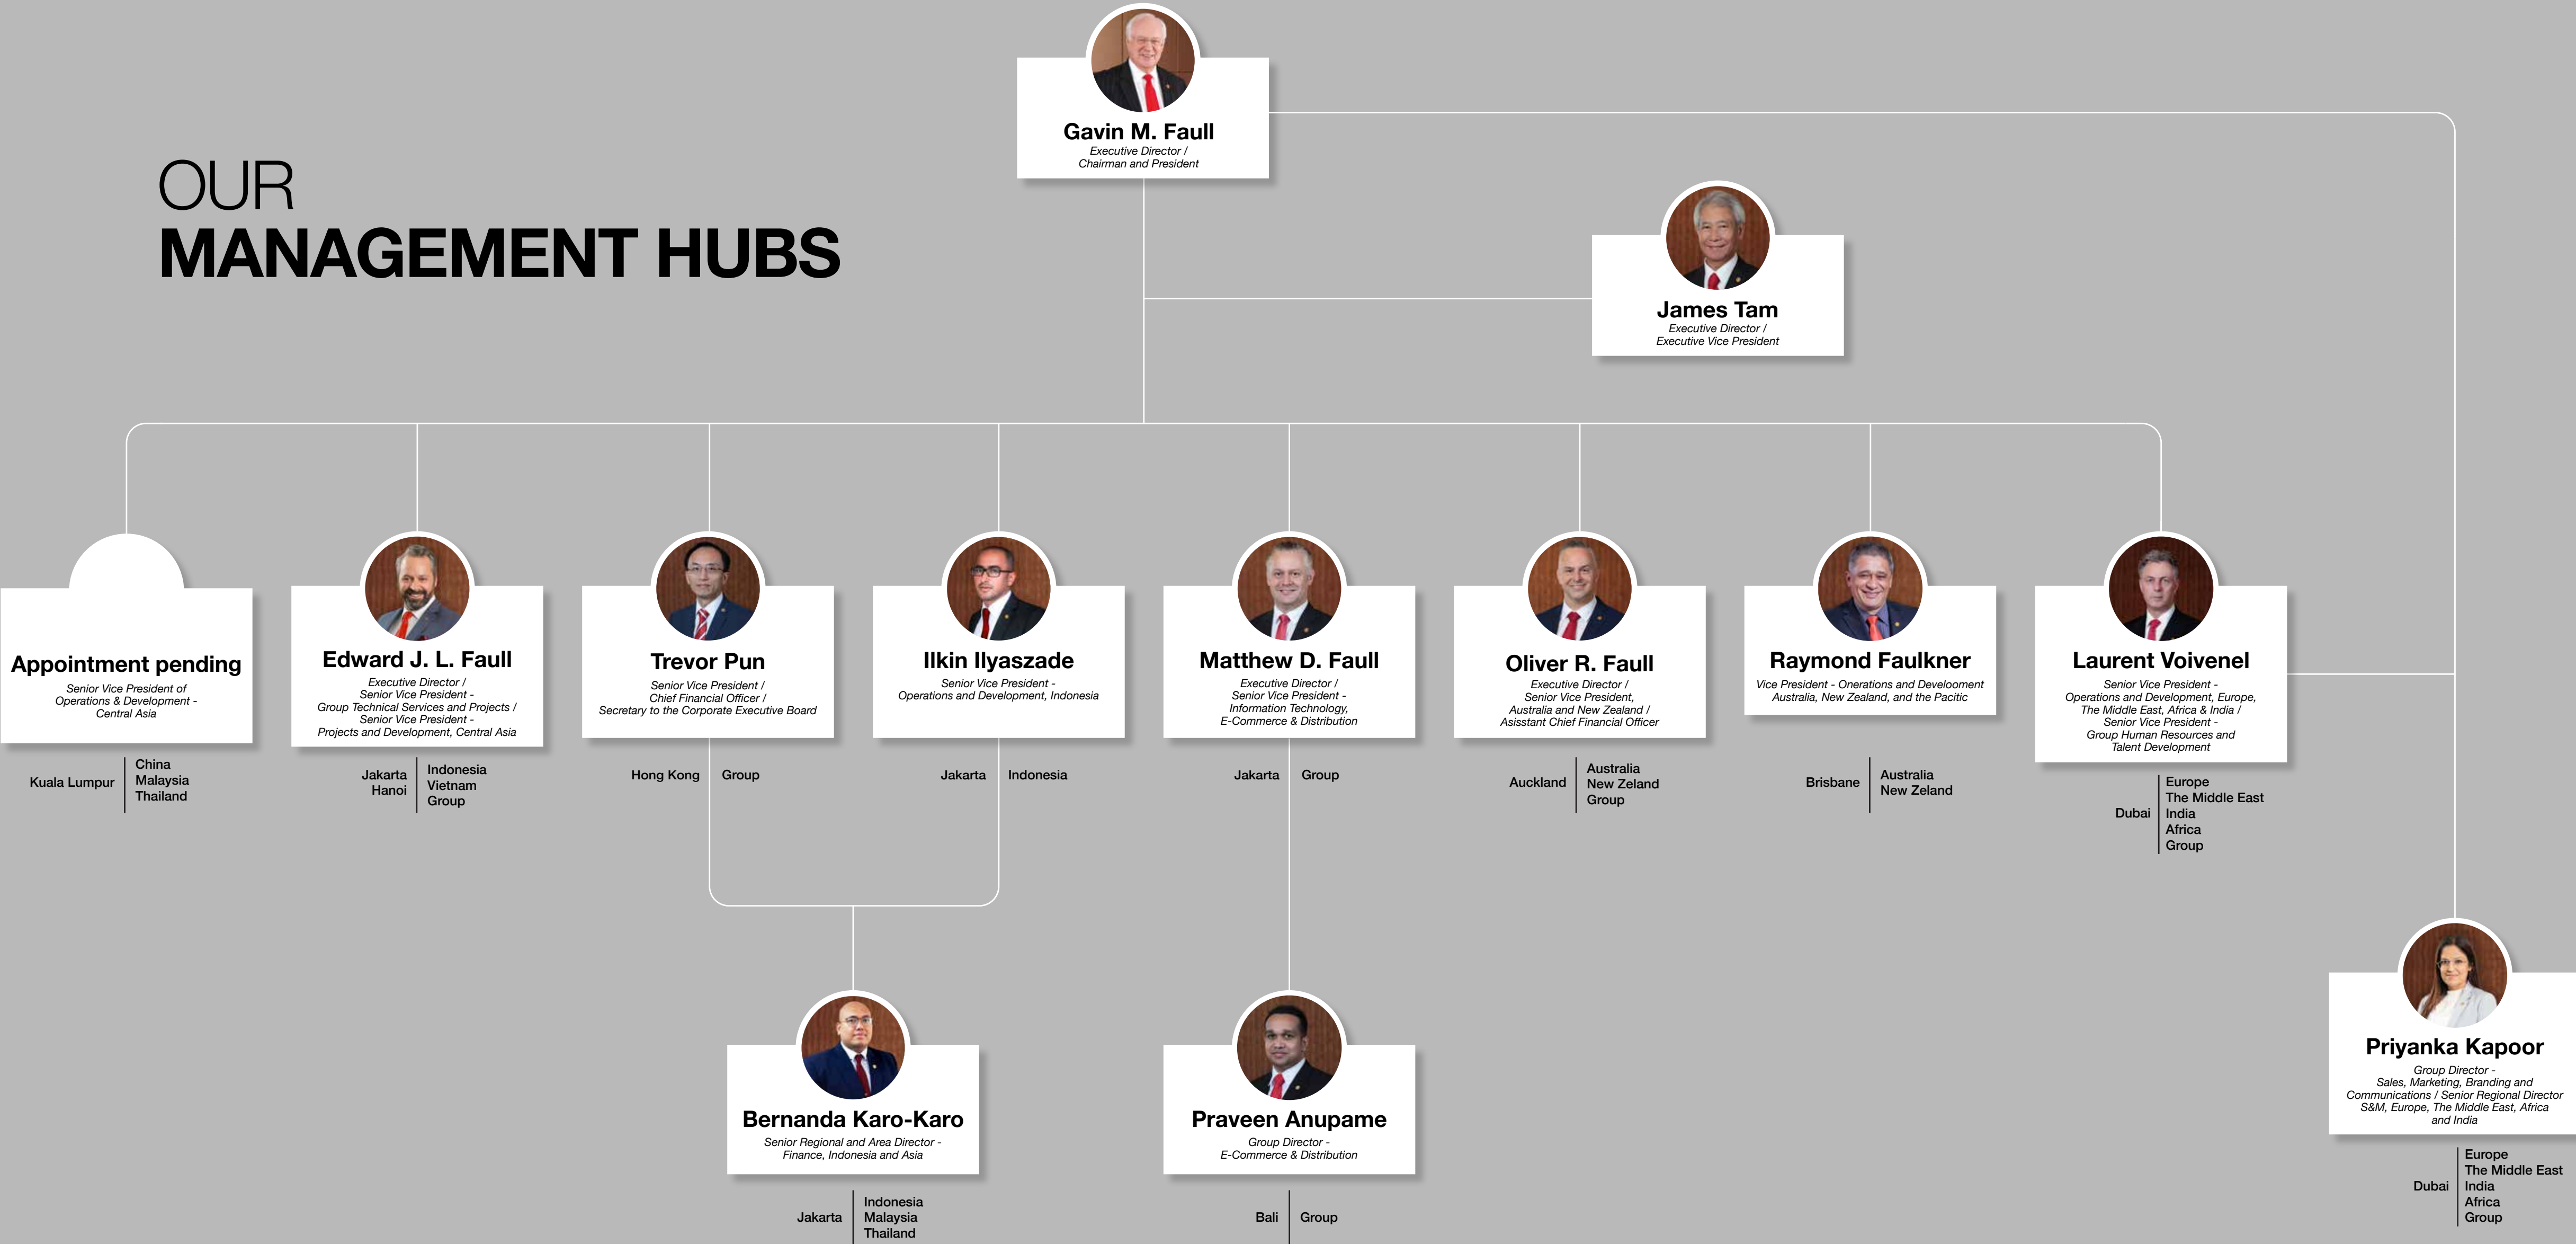 Gavin M. Faull
Executive Director /
Chairman and President
OUR
MANAGEMENT HUBS
James Tam
Executive Director /
Executive Vice President
Appointment pending
Senior Vice President of
Operations & Development -
Central Asia
Kuala Lumpur
China
Malaysia
Thailand
Edward J. L. Faull
Executive Director /
Senior Vice President -
Group Technical Services and Projects /
Senior Vice President -
Projects and Development, Central Asia
Jakarta
Hanoi
Indonesia
Vietnam
Group
Trevor Pun
Senior Vice President /
Chief Financial Officer /
Secretary to the Corporate Executive Board
Hong Kong
Group
Ilkin Ilyaszade
Senior Vice President -
Operations and Development, Indonesia
Jakarta
Indonesia
Matthew D. Faull
Executive Director /
Senior Vice President -
Information Technology,
E-Commerce & Distribution
Jakarta
Group
Oliver R. Faull
Executive Director /
Senior Vice President,
Australia and New Zealand /
Asisstant Chief Financial Officer
Auckland
Australia
New Zeland
Group
Raymond Faulkner
Vice President - Onerations and Develooment
Australia, New Zealand, and the Pacitic
Brisbane
Australia
New Zeland
Laurent Voivenel
Senior Vice President -
Operations and Development, Europe,
The Middle East, Africa & India /
Senior Vice President -
Group Human Resources and
Talent Development
Dubai
Europe
The Middle East
India
Africa
Group
Bernanda Karo-Karo
Senior Regional and Area Director -
Finance, Indonesia and Asia
Jakarta
Indonesia
Malaysia
Thailand
Praveen Anupame
Group Director -
E-Commerce & Distribution
Bali
Group
Priyanka Kapoor
Group Director -
Sales, Marketing, Branding and
Communications / Senior Regional Director
S&M, Europe, The Middle East, Africa
and India
Dubai
Europe
The Middle East
India
Africa
Group